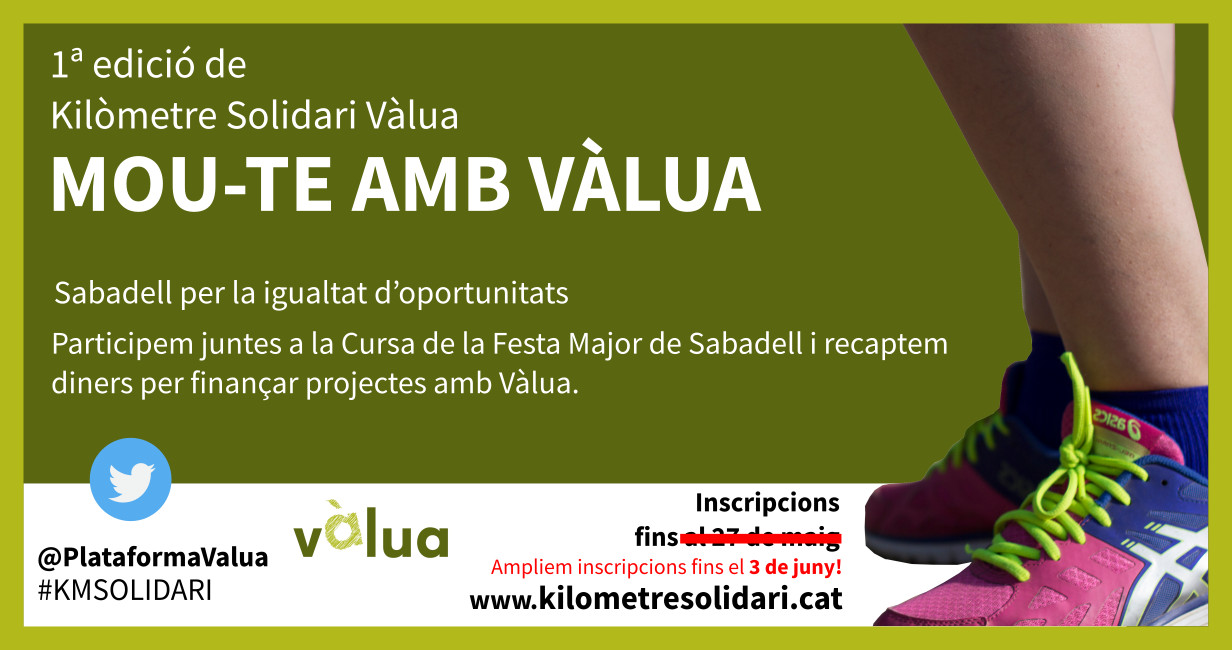 1ª edició de
Kilòmetre Solidari Vàlua
MOU-TE AMB VÀLUA
Sabadell per la igualtat d’oportunitats
Participem juntes a la Cursa de la Festa Major de Sabadell i recaptem
diners per finançar projectes amb Vàlua.
@PlataformaValua
#KMSOLIDARI
vàlua
Inscripcions
fins al 27 de maig
Ampliem inscripcions fins el 3 de juny!
www.kilometresolidari.cat
asics